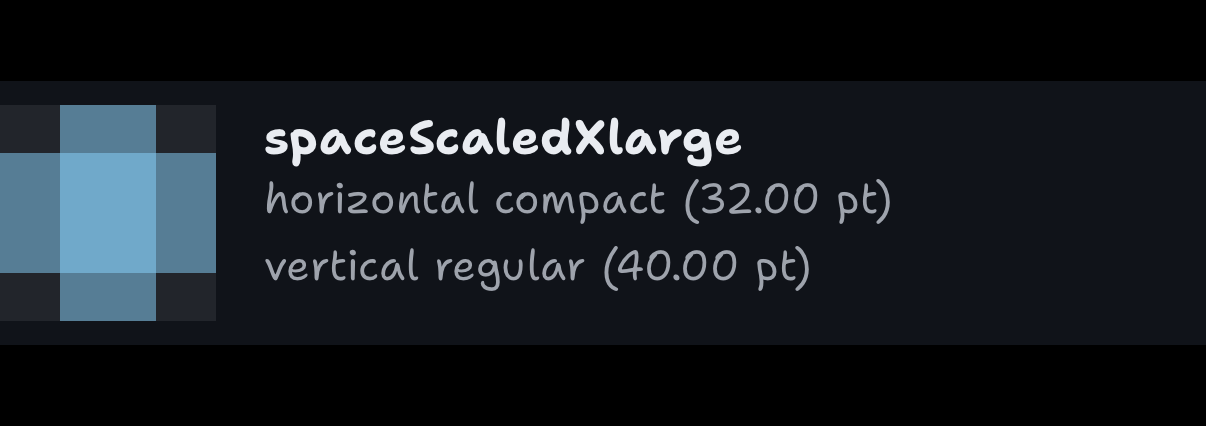 spaceScaledXlarge
horizontal compact (32.00 pt)
vertical regular (40.00 pt)